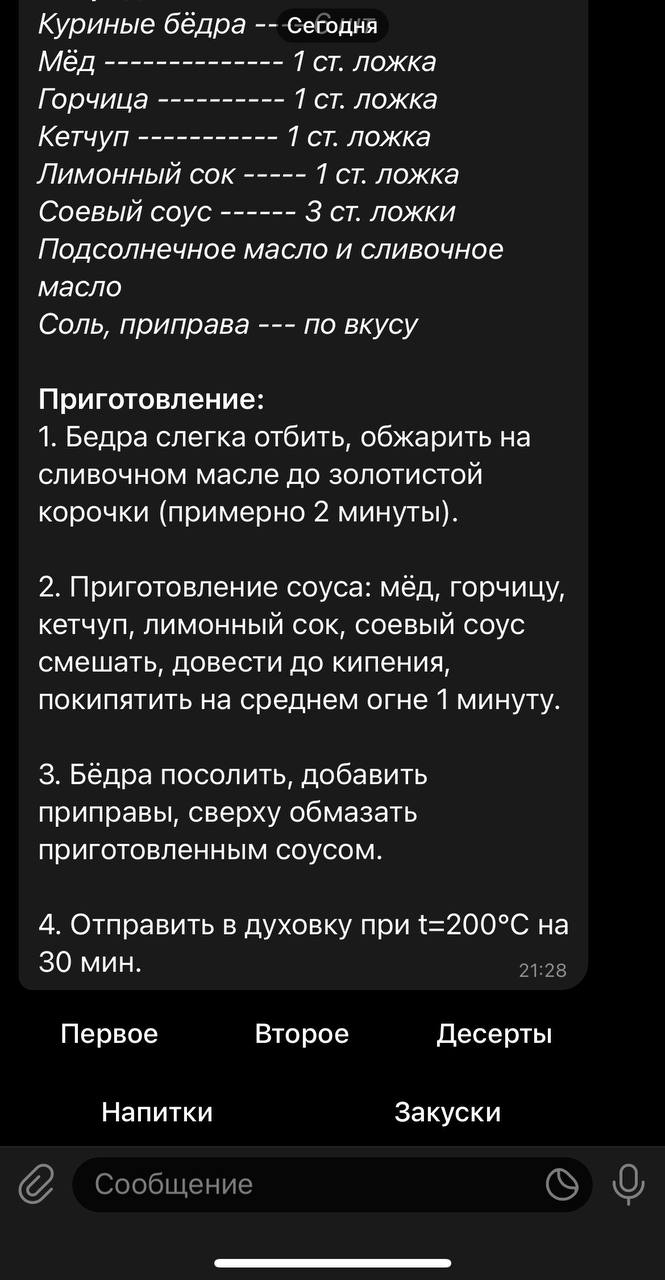 Куриные бёдра ---- 6 шт
Сегодня
Мёд -------------- 1 ст. ложка
Горчица ---------- 1 ст. ложка
Кетчуп ----------- 1 ст. ложка
Лимонный сок ----- 1 ст. ложка
Соевый соус ------ 3 ст. ложки
Подсолнечное масло и сливочное
масло
Соль, приправа --- по вкусу
Приготовление:
1. Бедра слегка отбить, обжарить на
сливочном масле до золотистой
корочки (примерно 2 минуты).
2. Приготовление соуса: мёд, горчицу,
кетчуп, лимонный сок, соевый соус
смешать, довести до кипения,
покипятить на среднем огне 1 минуту.
3. Бёдра посолить, добавить
приправы, сверху обмазать
приготовленным соусом.
4. Отправить в духовку при t=200°C на
30 мин.
21:28
Первое Второе Десерты
Напитки Закуски
Сообщение